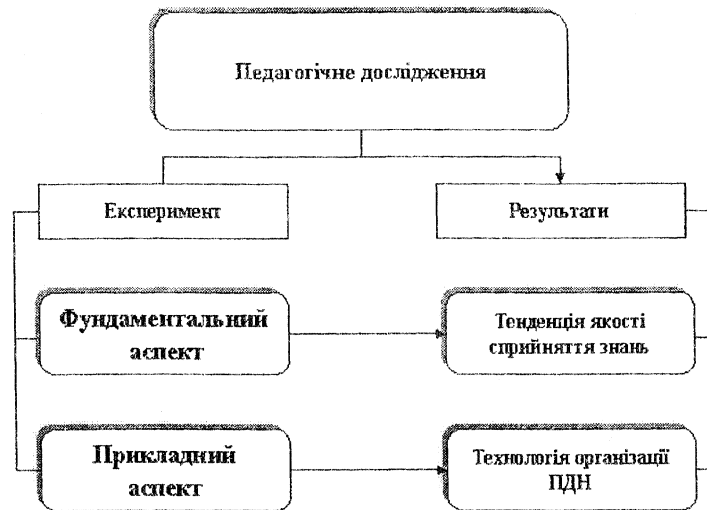 Педагогічне дослідження
Експеримент
Результати
Фундаментальний
аспект
Тенденція якості
сприйняття знань
Прикладний
аспект
Технологія організації
ПДН